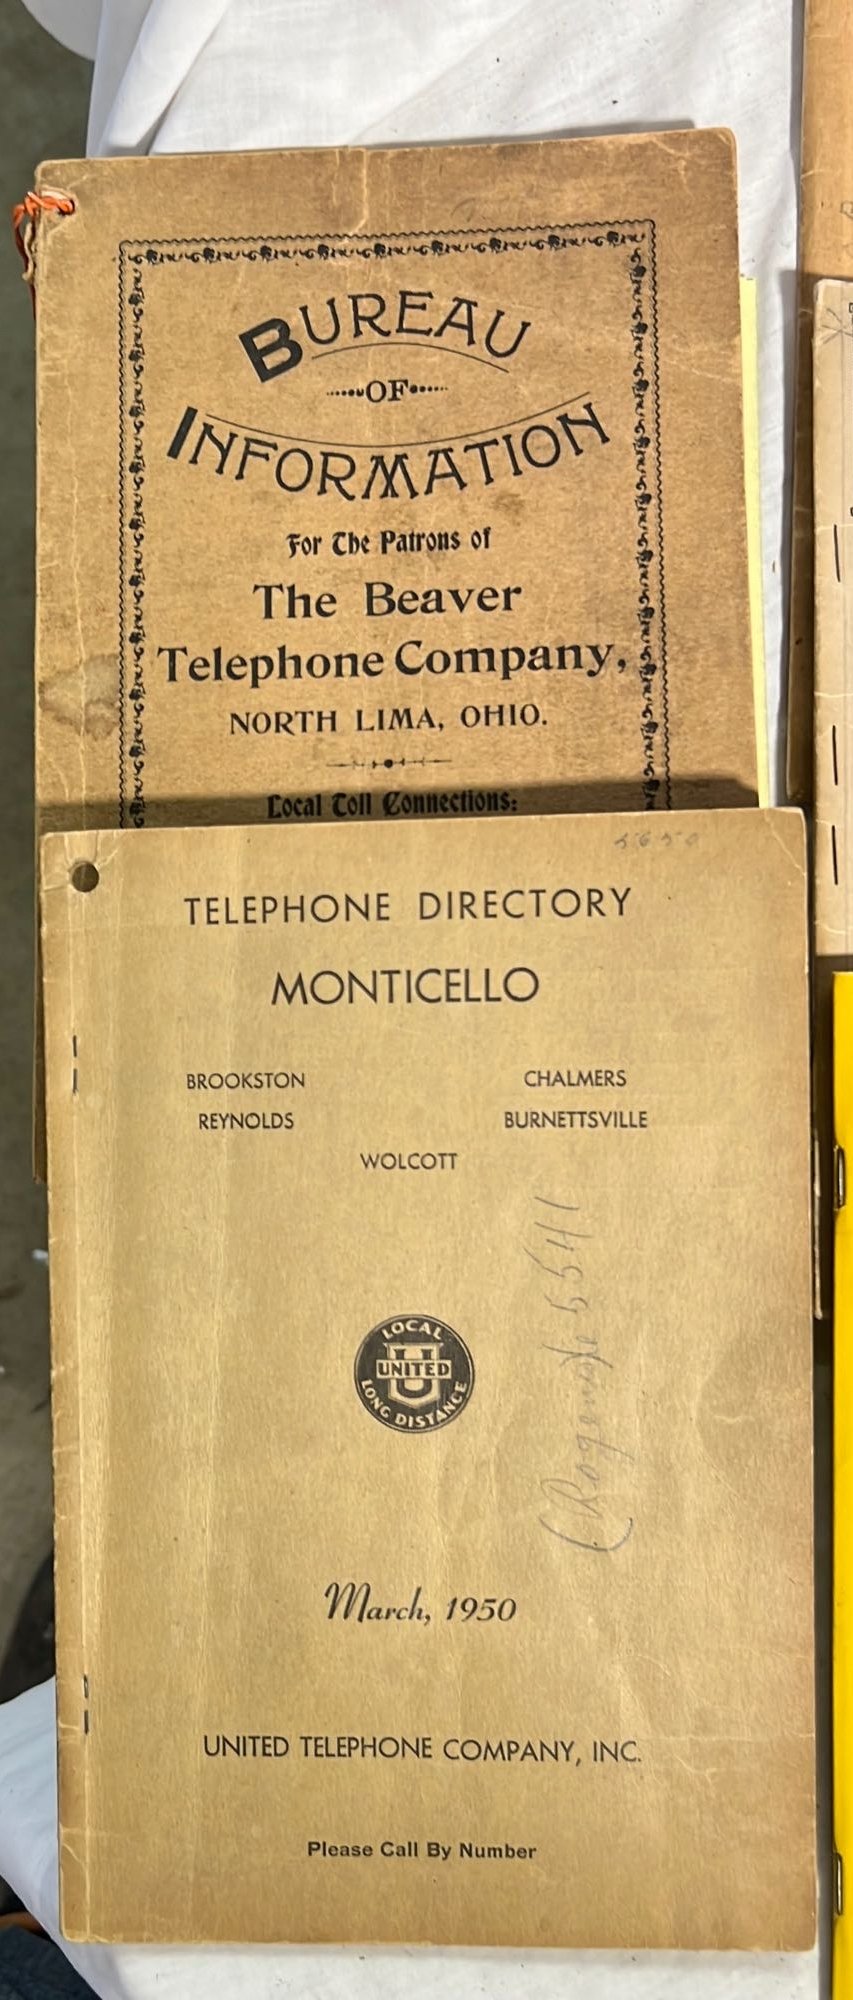 BUREAU
OF
INFORMATION
For The Patrons of
The Beaver
Telephone Company,
NORTH LIMA, OHIO.
Local Toll Connections:
5650
TELEPHONE DIRECTORY
MONTICELLO
BROOKSTON CHALMERS
REYNOLDS BURNETTSVILLE
WOLCOTT
5541
LOCAL
UNITED
U
LONG DISTANCE
March, 1950
UNITED TELEPHONE COMPANY, INC.
Please Call By Number